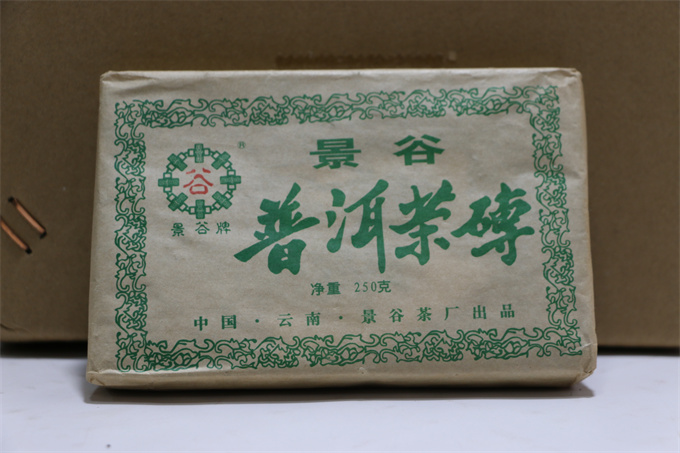 景谷
®
谷
景谷牌
普洱茶磚
净重 250克
中国·云南·景谷茶厂出品